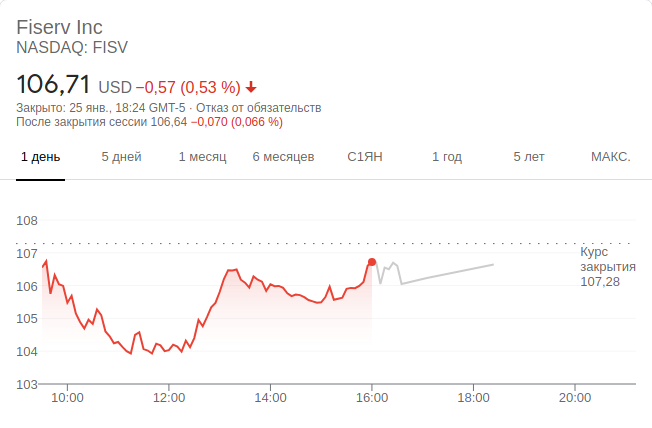 Fiserv Inc
NASDAQ: FISV
106,71 USD −0,57 (0,53 %)
Закрыто: 25 янв., 18:24 GMT-5 · Отказ от обязательств
После закрытия сессии 106,64 −0,070 (0,066 %)
1 день 5 дней 1 месяц 6 месяцев С1ЯН 1 год 5 лет МАКС.
108
107
106
105
104
103
Курс
закрытия
107,28
10:00 12:00 14:00 16:00 18:00 20:00